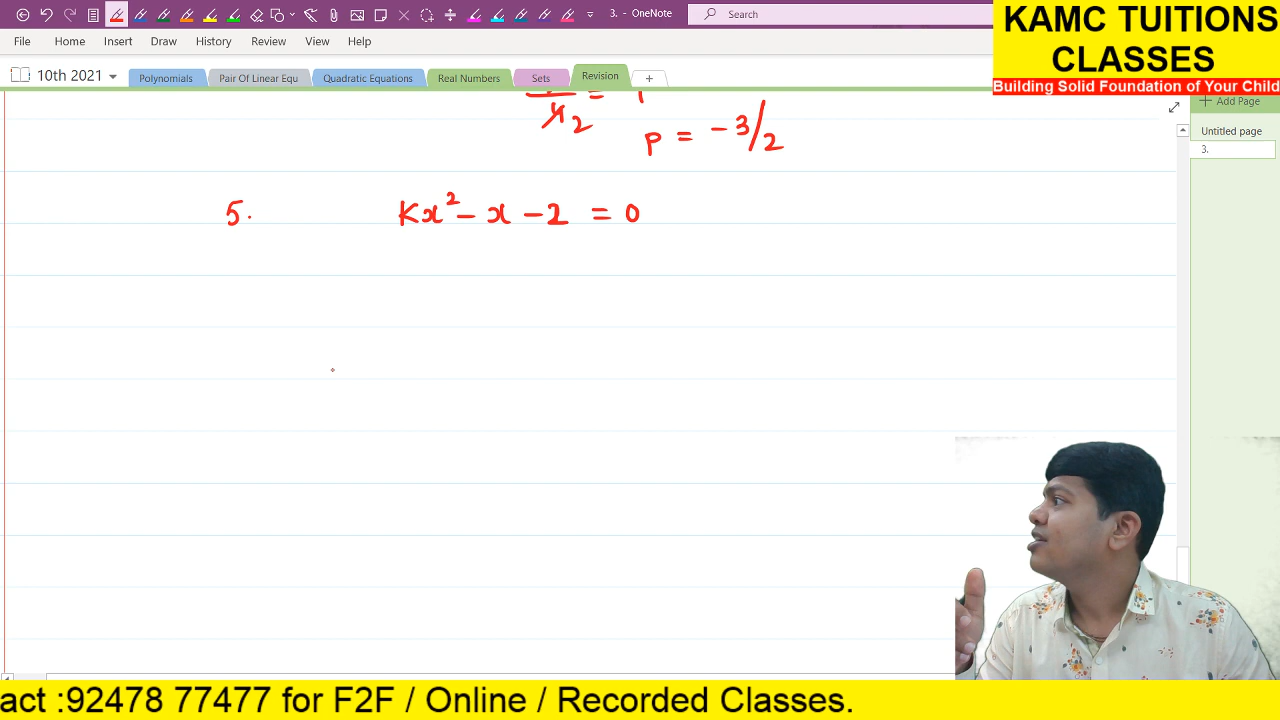 3. - OneNote
Search
KAMC TUITIONS
CLASSES
Building Solid Foundation of Your Child
File Home Insert Draw History Review View Help
10th 2021
Polynomials Pair Of Linear Equ Quadratic Equations Real Numbers Sets Revision +
+ Add Page
Untitled page
3.
p = -3/2
5. Kx² - x - 2 = 0
act :92478 77477 for F2F / Online / Recorded Classes.